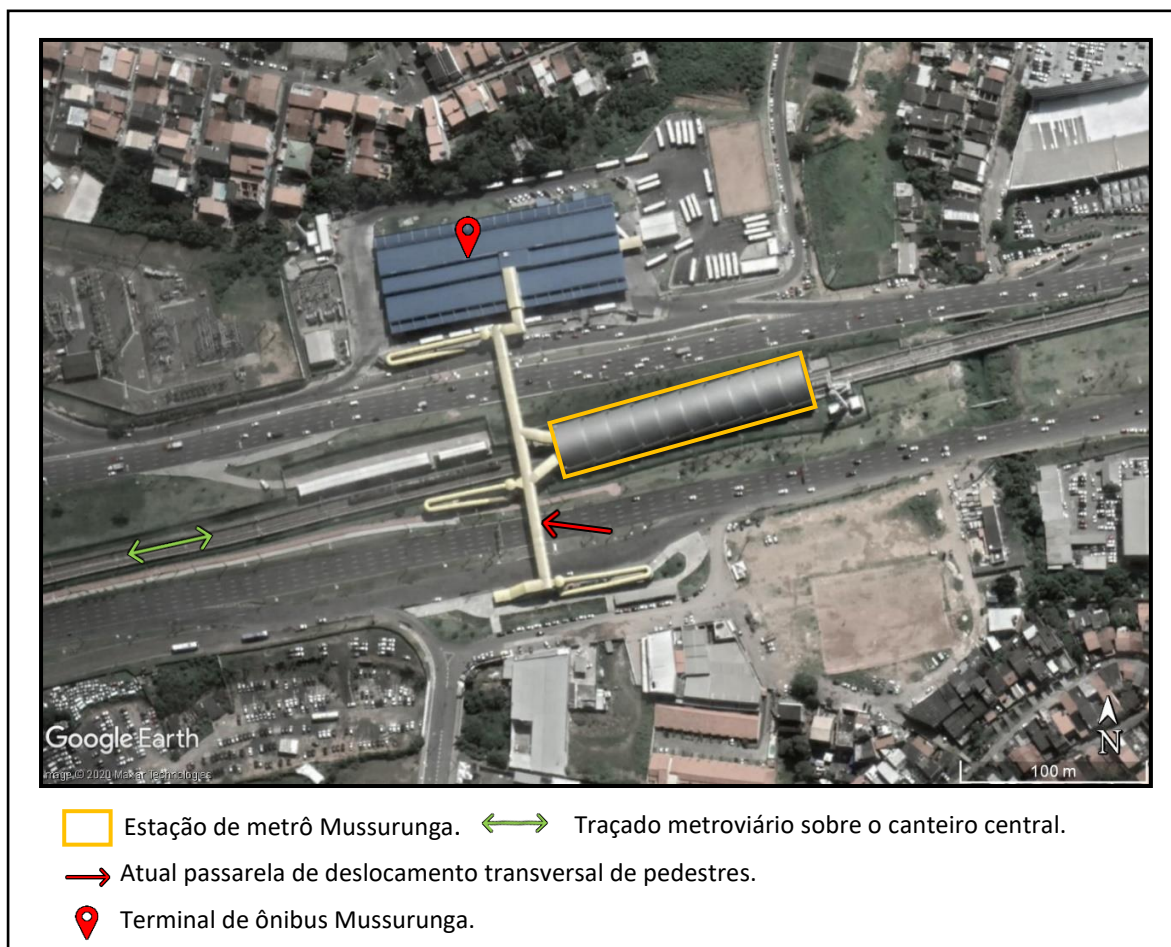 Google Earth
Image © 2020 Maxar Technologies
N
100 m
Estação de metrô Mussurunga.
Traçado metroviário sobre o canteiro central.
Atual passarela de deslocamento transversal de pedestres.
Terminal de ônibus Mussurunga.